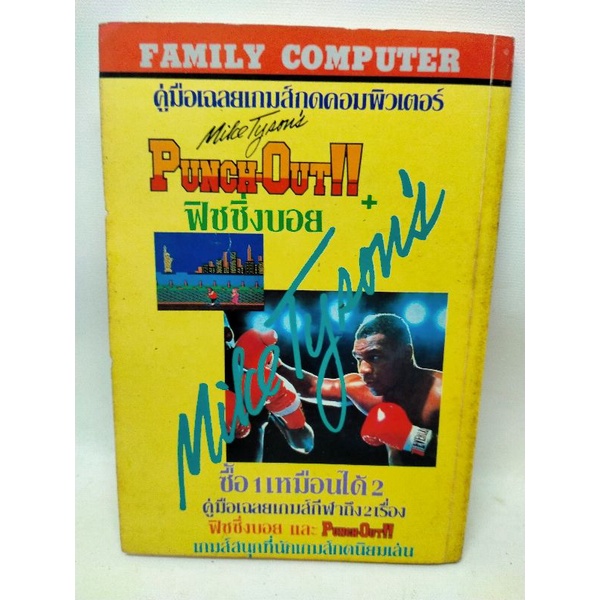 FAMILY COMPUTER
คู่มือเฉลยเกมส์กดคอมพิวเตอร์
Mike Tyson's
PUNCH-OUT!!
+
ฟิชชิ่งบอย
Mike Tyson's
ซื้อ 1 เหมือนได้ 2
คู่มือเฉลยเกมส์กีฬาถึง 2 เรื่อง
ฟิชชิ่งบอย และ PUNCH-OUT!!
เกมส์สนุกที่นักเกมส์กดนิยมเล่น